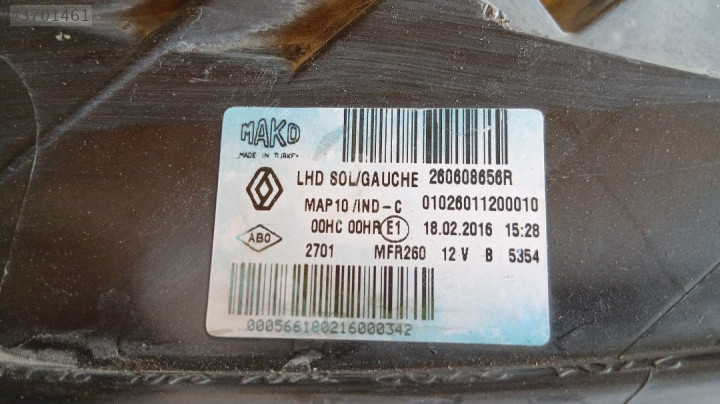 3701461
MAKO
MADE IN TURKEY
LHD SOL/GAUCHE 260608656R
MAP10 /IND-C 01026011200010
00HC 00HR E1 18.02.2016 15:28
ABO
2701 MFR260 12 V B 5354
000566180216000342